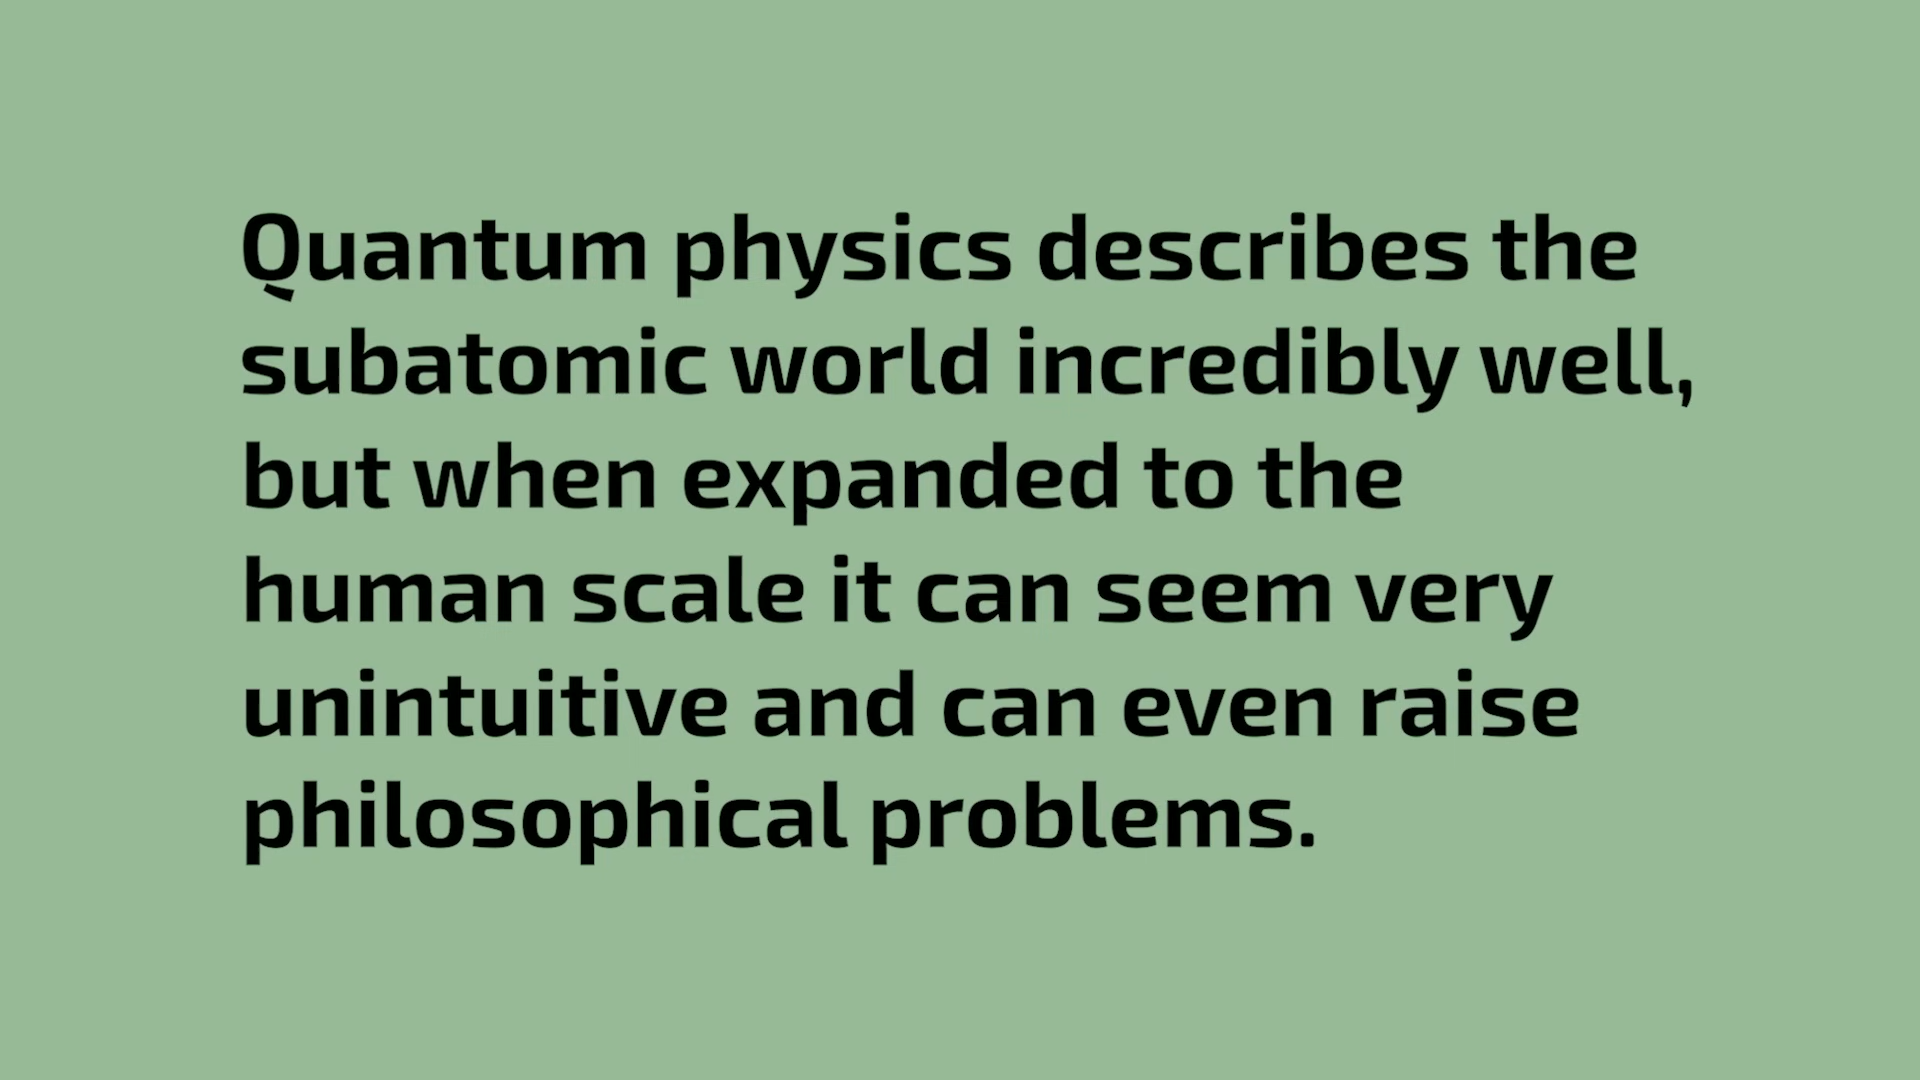 Quantum physics describes the
subatomic world incredibly well,
but when expanded to the
human scale it can seem very
unintuitive and can even raise
philosophical problems.